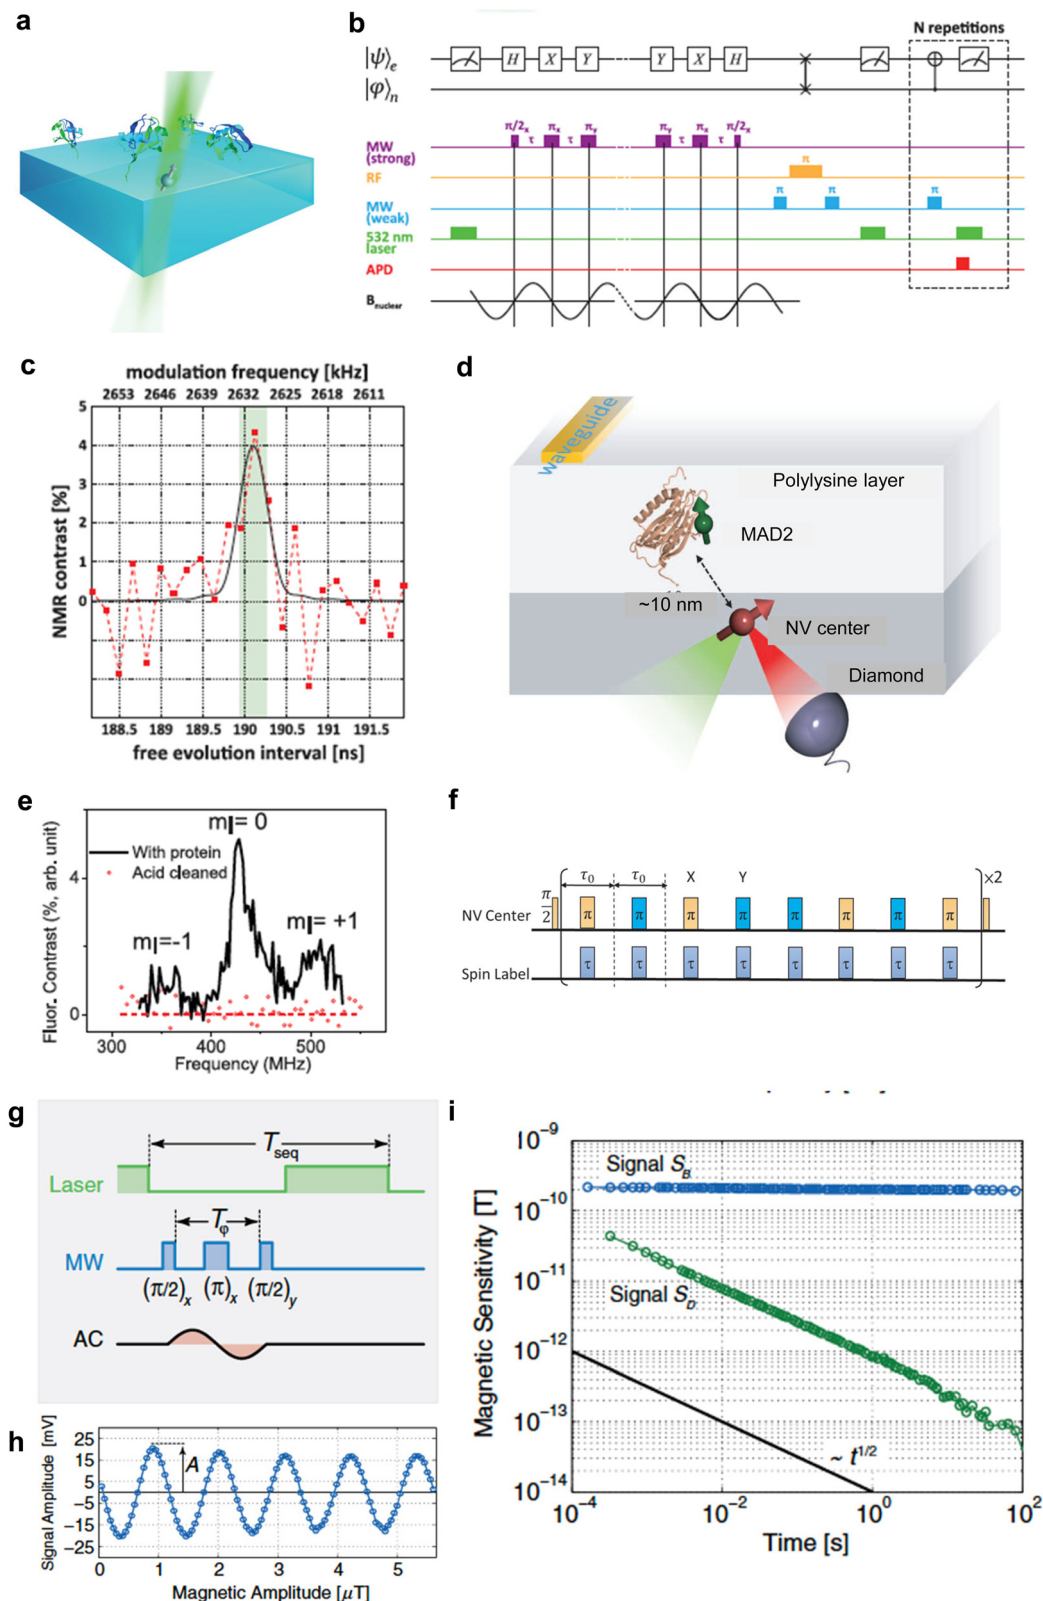 a
b
N repetitions
|ψ⟩e
H X Y Y X H
|φ⟩n
π/2x πx πy πy πx π/2x
τ τ τ τ
MW
(strong)
π
RF
π π π
MW
(weak)
532 nm
laser
APD
Bnuclear
c
modulation frequency [kHz]
2653 2646 2639 2632 2625 2618 2611
5
4
3
2
1
0
NMR contrast [%]
188.5 189 189.5 190 190.5 191 191.5
free evolution interval [ns]
d
waveguide
Polylysine layer
MAD2
~10 nm
NV center
Diamond
e
mI= 0
With protein
Acid cleaned
mI=-1
mI= +1
4
0
Fluor. Contrast (%, arb. unit)
300 400 500
Frequency (MHz)
f
τ0 τ0 X Y ×2
NV Center π/2 π π π π π π π π
Spin Label τ τ τ τ τ τ τ τ
g
Tseq
Laser
Tφ
MW
(π/2)x (π)x (π/2)y
AC
h
Signal Amplitude [mV]
25
15
5
-5
-15
-25
A
0 1 2 3 4 5
Magnetic Amplitude [μT]
i
10-9
10-10
10-11
10-12
10-13
10-14
Magnetic Sensitivity [T]
Signal SB
Signal SD
~ t1/2
10-4 10-2 100 102
Time [s]